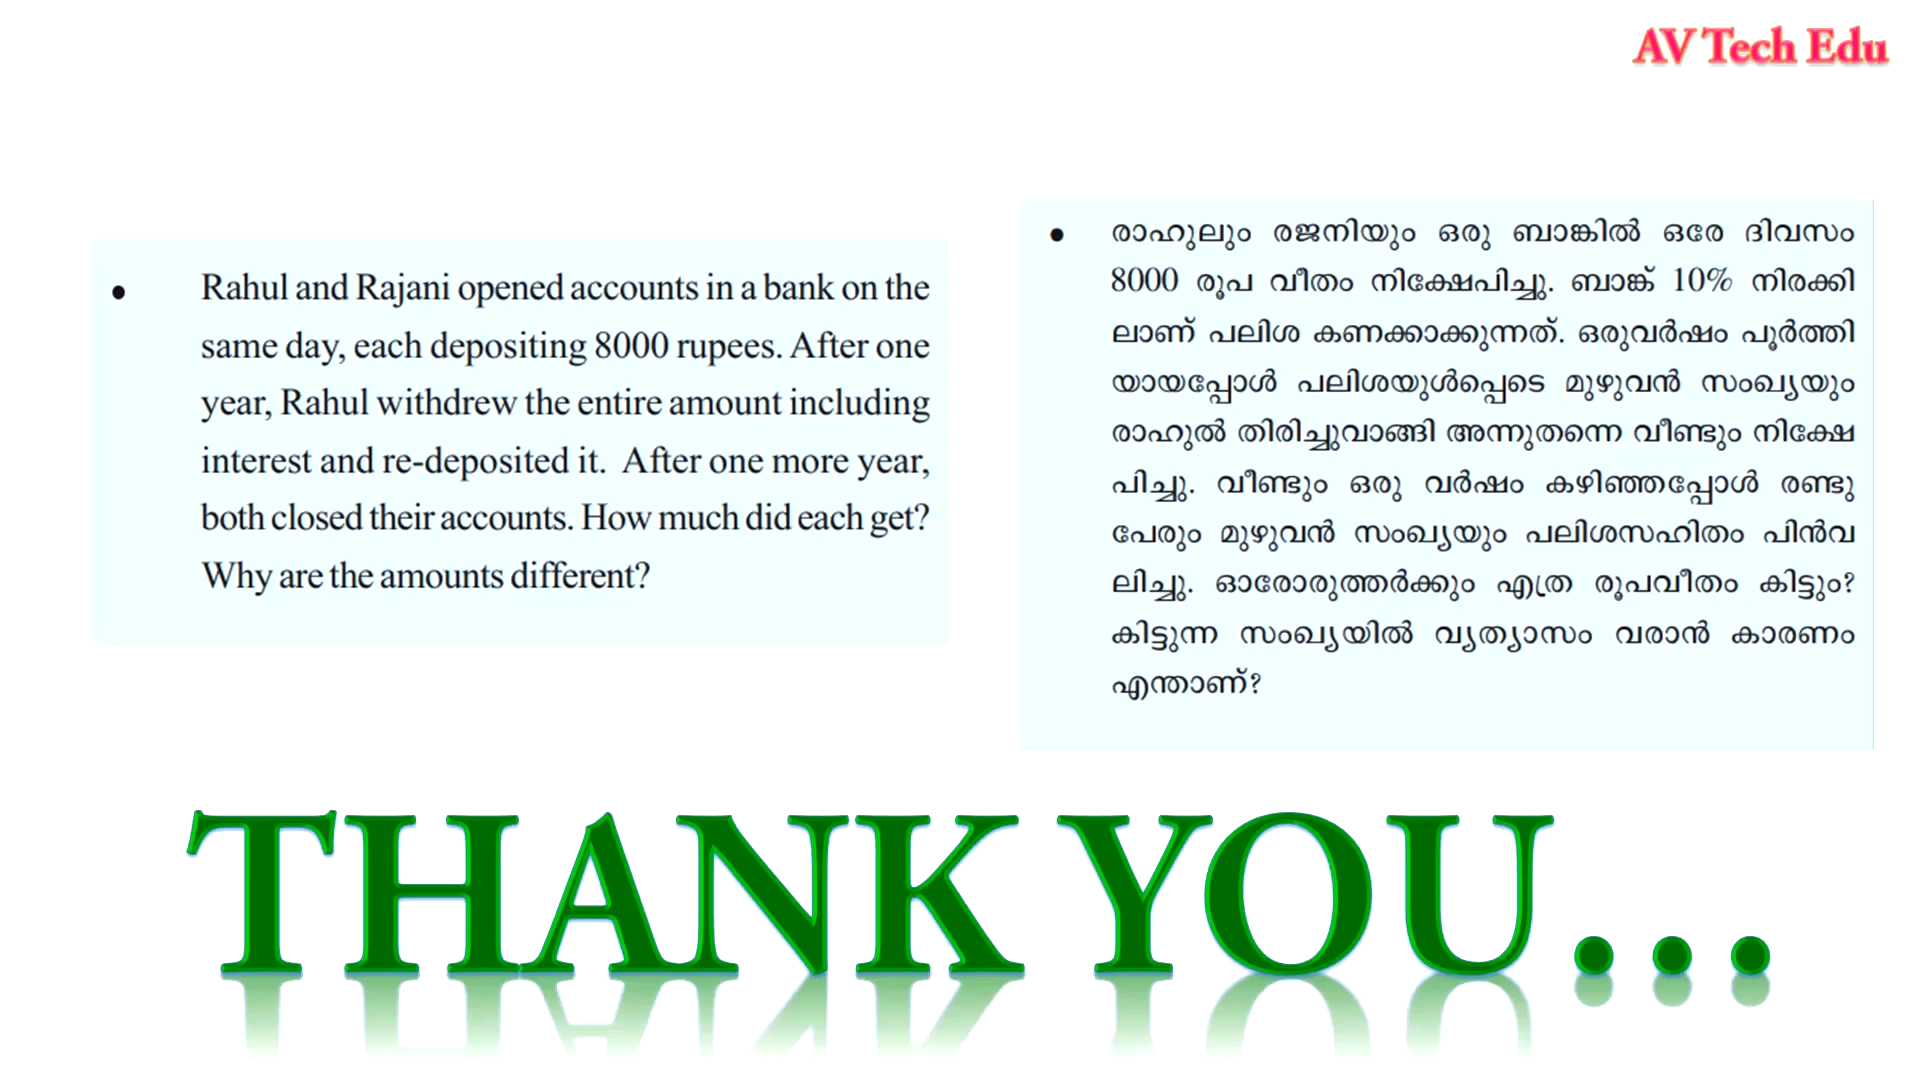 AV Tech Edu
• Rahul and Rajani opened accounts in a bank on the
same day, each depositing 8000 rupees. After one
year, Rahul withdrew the entire amount including
interest and re-deposited it. After one more year,
both closed their accounts. How much did each get?
Why are the amounts different?
• രാഹുലും രജനിയും ഒരു ബാങ്കിൽ ഒരേ ദിവസം
8000 രൂപ വീതം നിക്ഷേപിച്ചു. ബാങ്ക് 10% നിരക്കി
ലാണ് പലിശ കണക്കാക്കുന്നത്. ഒരുവർഷം പൂർത്തി
യായപ്പോൾ പലിശയുൾപ്പെടെ മുഴുവൻ സംഖ്യയും
രാഹുൽ തിരിച്ചുവാങ്ങി അന്നുതന്നെ വീണ്ടും നിക്ഷേ
പിച്ചു. വീണ്ടും ഒരു വർഷം കഴിഞ്ഞപ്പോൾ രണ്ടു
പേരും മുഴുവൻ സംഖ്യയും പലിശസഹിതം പിൻവ
ലിച്ചു. ഓരോരുത്തർക്കും എത്ര രൂപവീതം കിട്ടും?
കിട്ടുന്ന സംഖ്യയിൽ വ്യത്യാസം വരാൻ കാരണം
എന്താണ്?
THANK YOU...